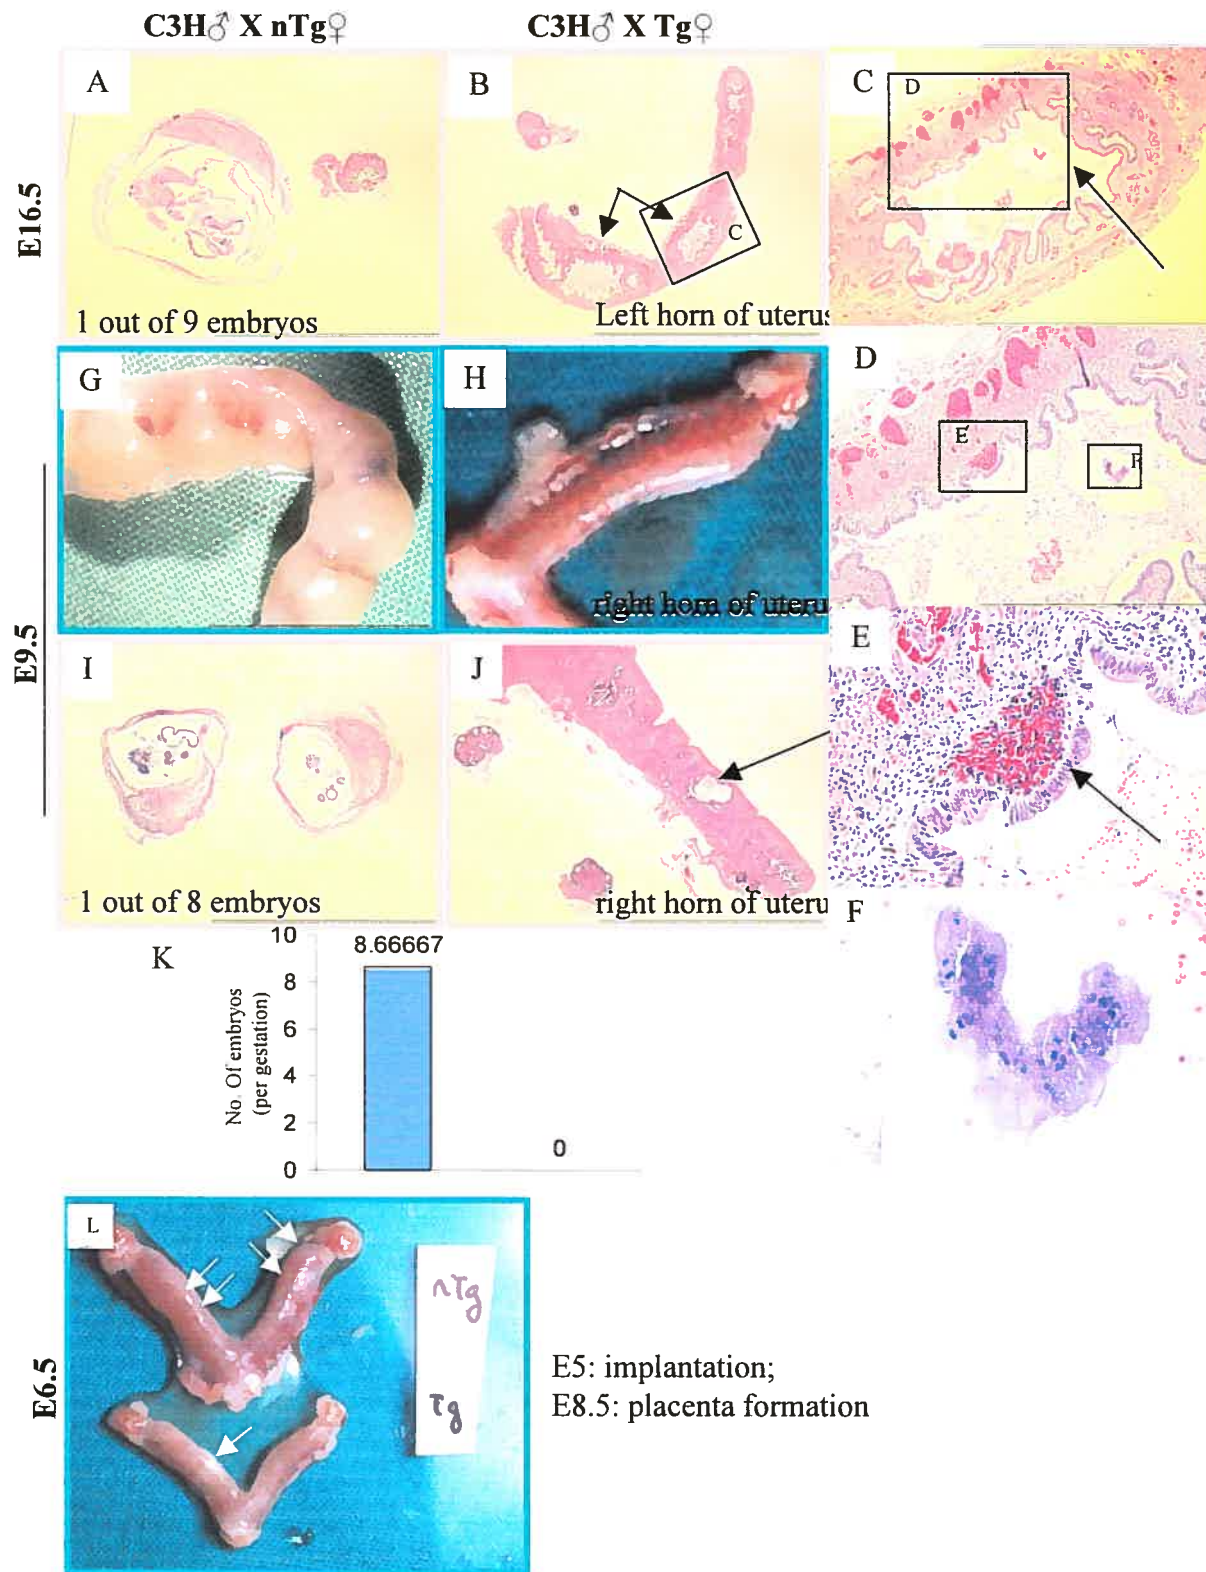 C3H♂ X nTg♀
C3H♂ X Tg♀
E16.5
A
1 out of 9 embryos
B
C
Left horn of uterus
C
D
D
E
F
E9.5
G
H
right horn of uteru
E
I
1 out of 8 embryos
J
right horn of uteru
F
K
No. Of embryos
(per gestation)
10
8
6
4
2
0
8.66667
0
E6.5
L
nTg
Tg
E5: implantation;
E8.5: placenta formation